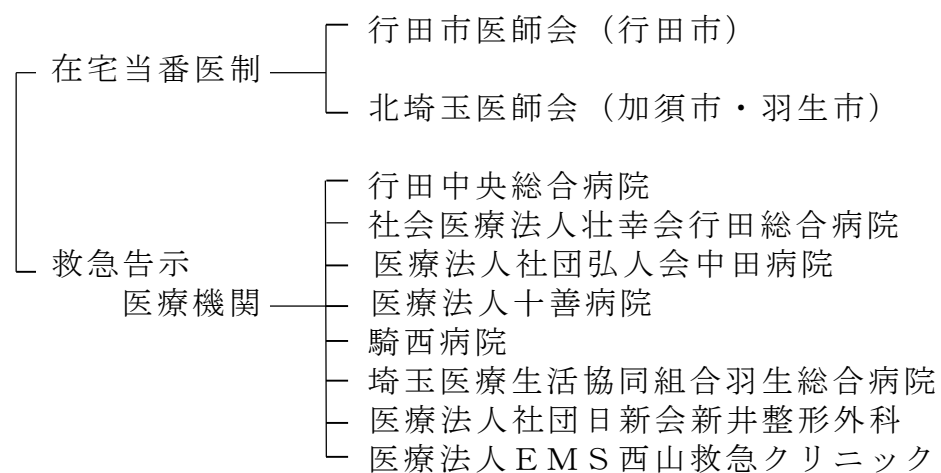 在宅当番医制
行田市医師会（行田市）
北埼玉医師会（加須市・羽生市）
救急告示
医療機関
行田中央総合病院
社会医療法人壮幸会行田総合病院
医療法人社団弘人会中田病院
医療法人十善病院
騎西病院
埼玉医療生活協同組合羽生総合病院
医療法人社団日新会新井整形外科
医療法人ＥＭＳ西山救急クリニック